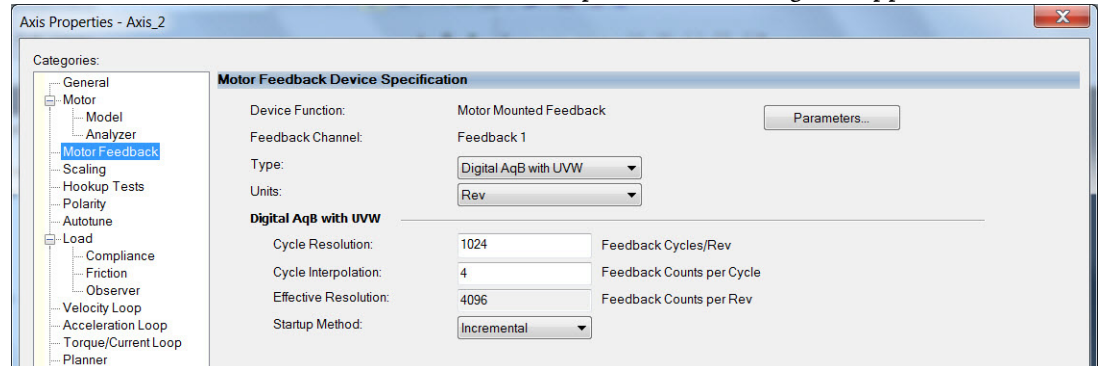 Axis Properties - Axis_2
X
Categories:
General
Motor
Model
Analyzer
Motor Feedback
Scaling
Hookup Tests
Polarity
Autotune
Load
Compliance
Friction
Observer
Velocity Loop
Acceleration Loop
Torque/Current Loop
Planner
Motor Feedback Device Specification
Device Function: Motor Mounted Feedback Parameters...
Feedback Channel: Feedback 1
Type: Digital AqB with UVW
Units: Rev
Digital AqB with UVW
Cycle Resolution: 1024 Feedback Cycles/Rev
Cycle Interpolation: 4 Feedback Counts per Cycle
Effective Resolution: 4096 Feedback Counts per Rev
Startup Method: Incremental